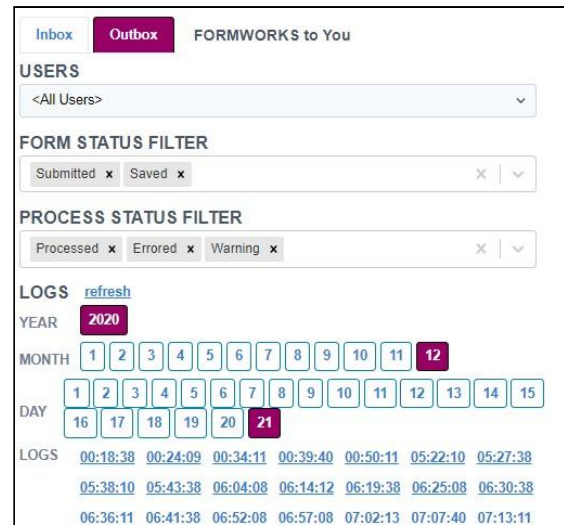 Inbox Outbox FORMWORKS to You
USERS
<All Users>
FORM STATUS FILTER
Submitted x Saved x
PROCESS STATUS FILTER
Processed x Errored x Warning x
LOGS refresh
YEAR 2020
MONTH 1 2 3 4 5 6 7 8 9 10 11 12
1 2 3 4 5 6 7 8 9 10 11 12 13 14 15
DAY
16 17 18 19 20 21
LOGS 00:18:38 00:24:09 00:34:11 00:39:40 00:50:11 05:22:10 05:27:38
05:38:10 05:43:38 06:04:08 06:14:12 06:19:38 06:25:08 06:30:38
06:36:11 06:41:38 06:52:08 06:57:08 07:02:13 07:07:40 07:13:11